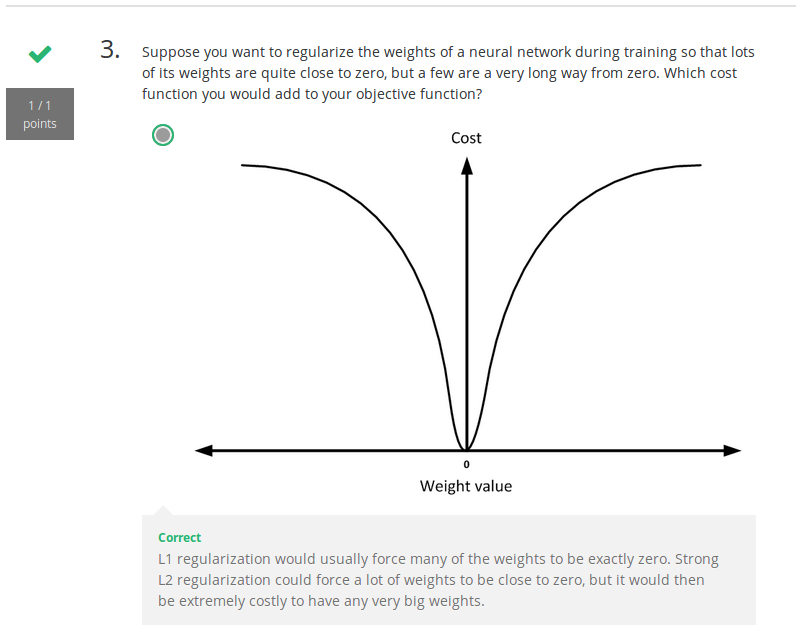 3.
Suppose you want to regularize the weights of a neural network during training so that lots
of its weights are quite close to zero, but a few are a very long way from zero. Which cost
function you would add to your objective function?
1 / 1
points
Cost
0
Weight value
Correct
L1 regularization would usually force many of the weights to be exactly zero. Strong
L2 regularization could force a lot of weights to be close to zero, but it would then
be extremely costly to have any very big weights.